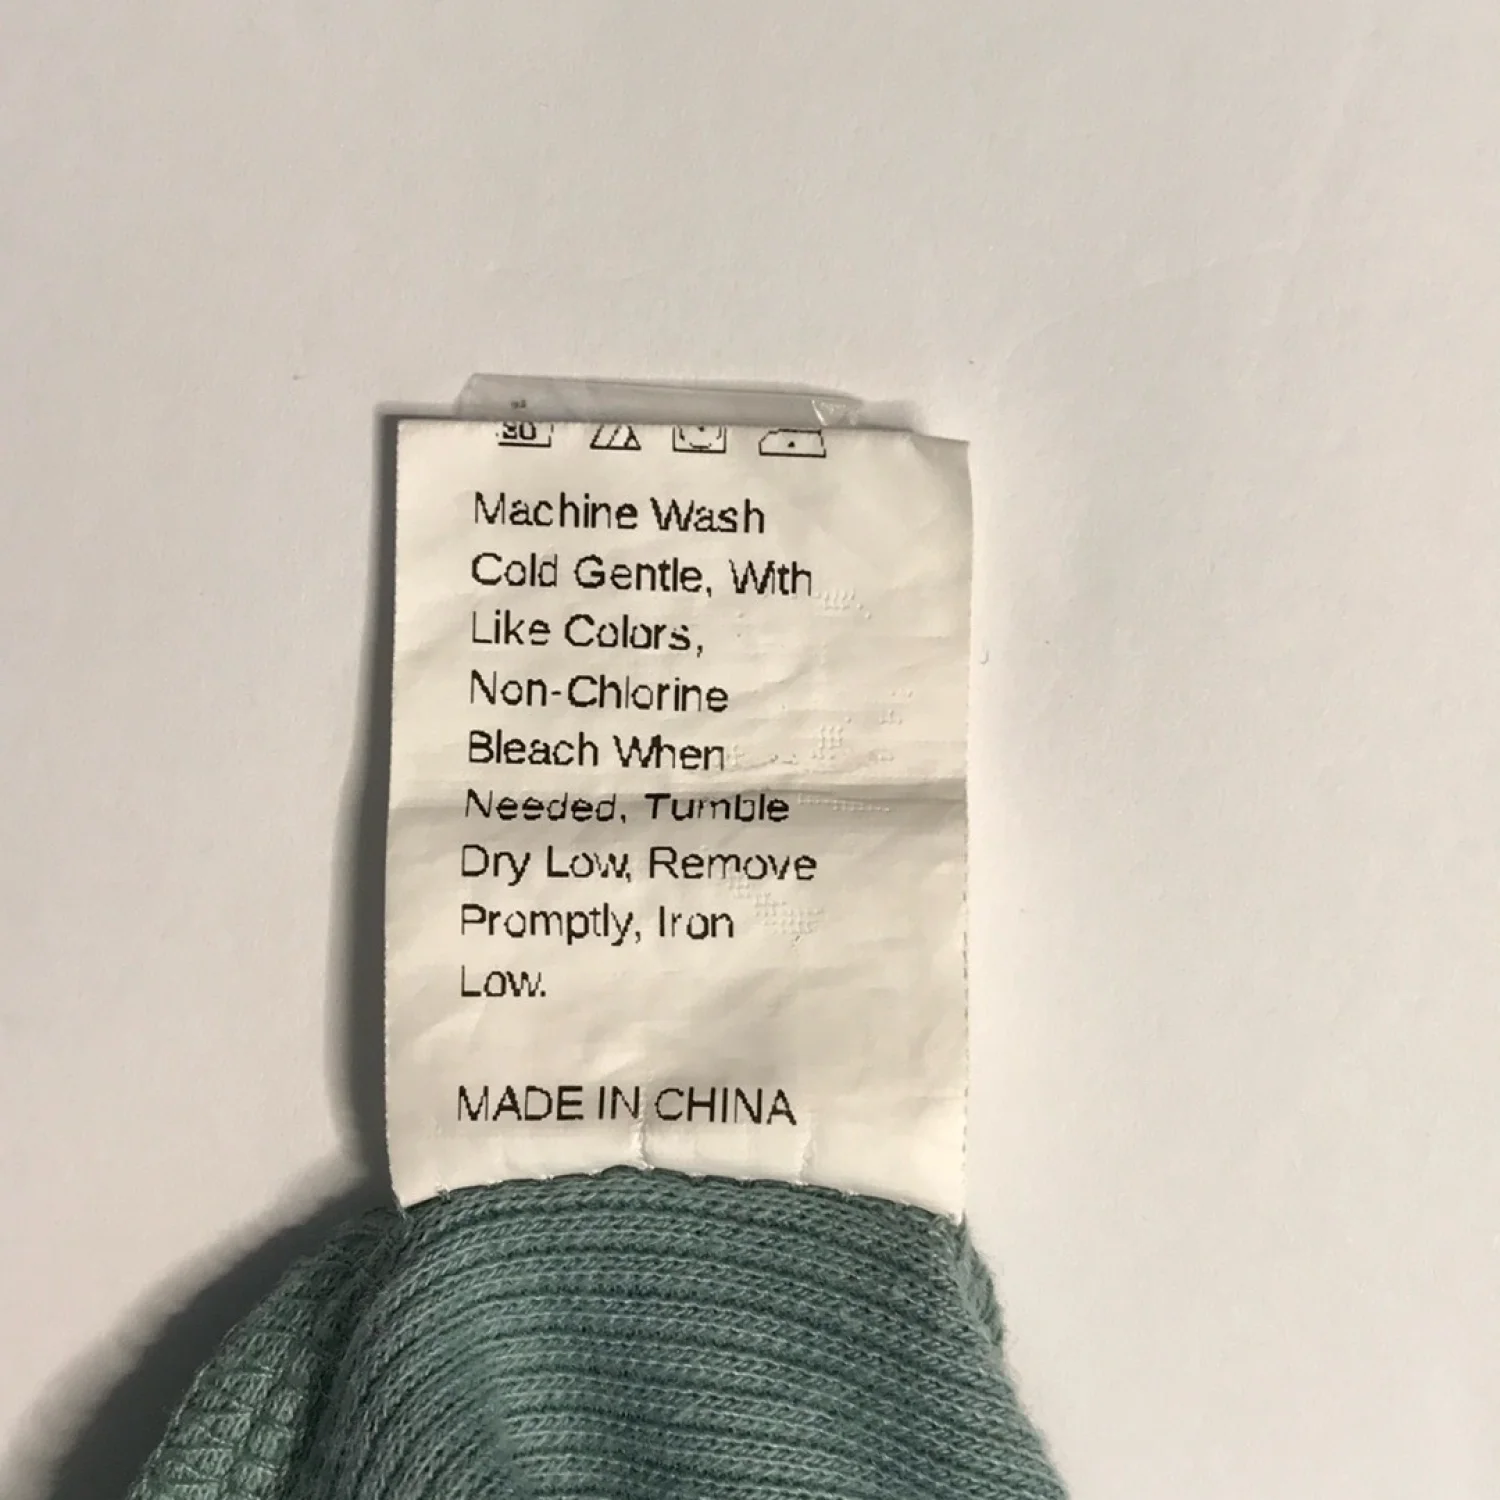 30
Machine Wash
Cold Gentle, With
Like Colors,
Non-Chlorine
Bleach When
Needed, Tumble
Dry Low, Remove
Promptly, Iron
Low.
MADE IN CHINA